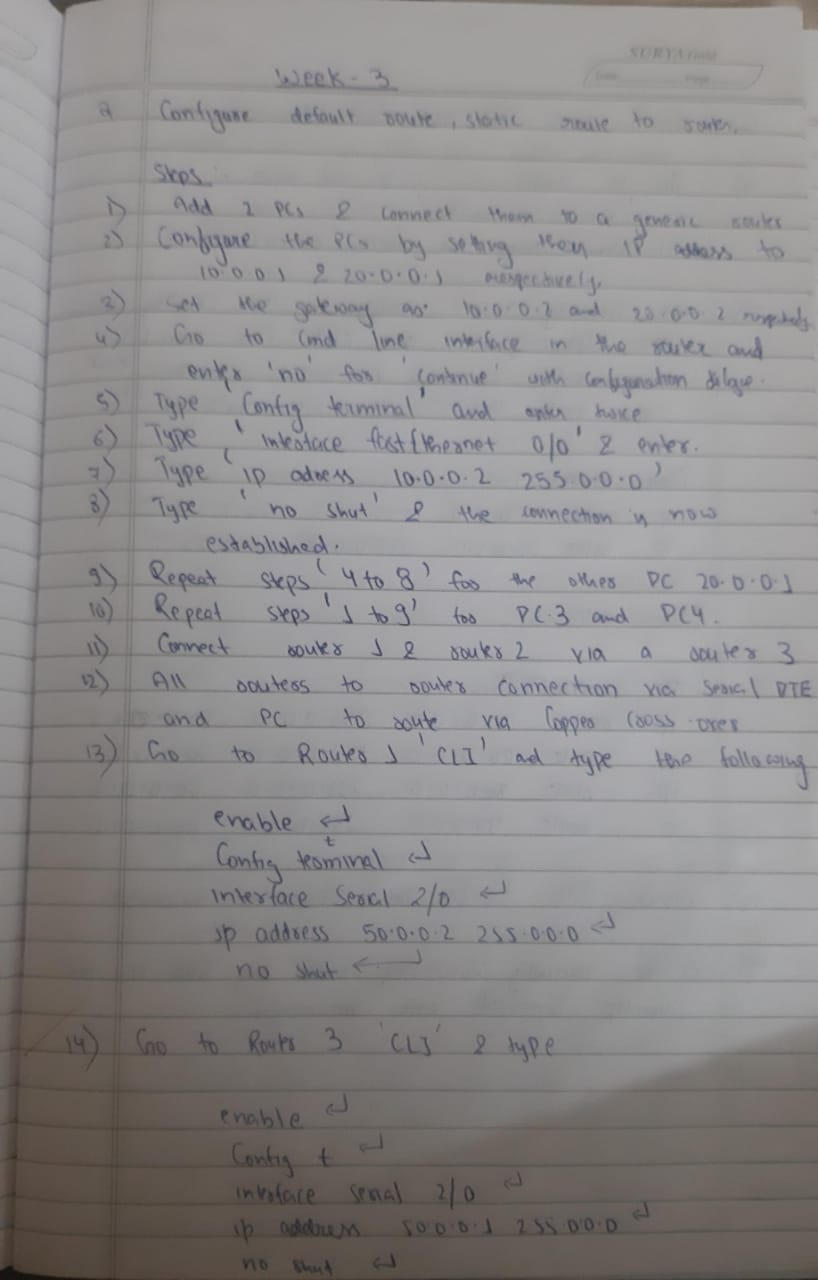 SURYA Gold
Date Page
Week - 3
Q Configure default route, static route to router.
Steps:
1) Add 2 PCs & connect them to a generic router
2) Configure the PCs by setting their IP address to
10.0.0.1 & 20.0.0.1 respectively.
3) Set the gateway as 10.0.0.2 and 20.0.0.2 respectively
4) Go to cmd line interface in the router and
enter 'no' for 'continue' with configuration dilogue.
5) Type 'Config terminal' and enter twice
6) Type 'interface fastEthernet 0/0' & enter.
7) Type 'ip adress 10.0.0.2 255.0.0.0'
8) Type 'no shut' & the connection is now
established.
9) Repeat steps '4 to 8' for the other PC 20.0.0.1
10) Repeat steps '1 to 9' for PC3 and PC4.
11) Connect router 1 & router 2 via a router 3
12) All routers to router connection via serial DTE
and PC to route via Copper Cross-over
13) Go to Router 1 'CLI' ad type the following
enable ↵
Config terminal ↵
interface serial 2/0 ↵
ip address 50.0.0.2 255.0.0.0 ↵
no shut ↵
14) Go to Router 3 'CLI' & type
enable ↵
Config t ↵
interface serial 2/0 ↵
ip address 50.0.0.1 255.0.0.0 ↵
no shut ↵